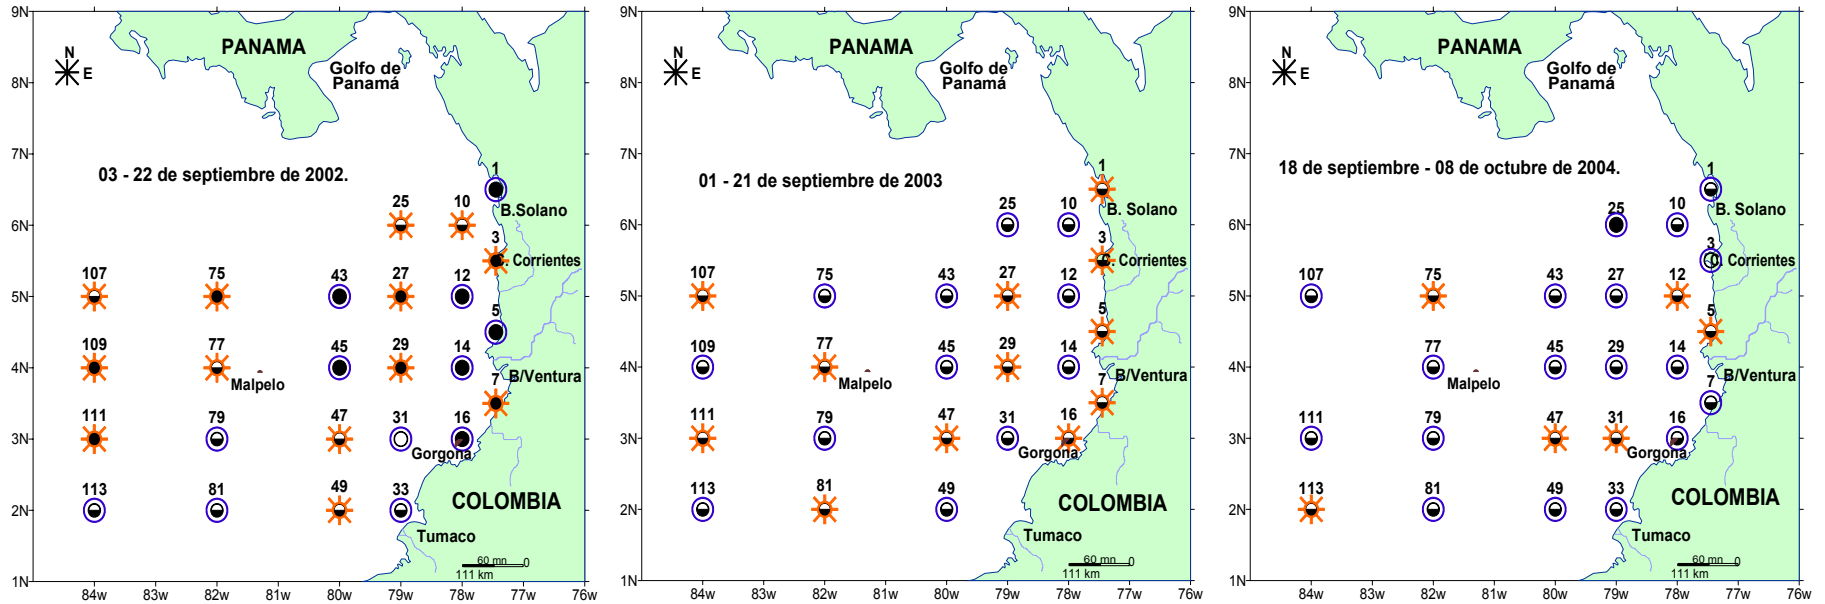 9N
8N
7N
6N
5N
4N
3N
2N
1N
84w 83w 82w 81w 80w 79w 78w 77w 76w
N
E
PANAMA
Golfo de
Panamá
03 - 22 de septiembre de 2002.
1
B.Solano
25 10
3
C. Corrientes
107 75 43 27 12
5
109 77 45 29 14
Malpelo
B/Ventura
7
111 79 47 31 16
Gorgona
113 81 49 33
COLOMBIA
Tumaco
60 mn 0
111 km
9N
8N
7N
6N
5N
4N
3N
2N
1N
84w 83w 82w 81w 80w 79w 78w 77w 76w
N
E
PANAMA
Golfo de
Panamá
01 - 21 de septiembre de 2003
1
B. Solano
25 10
3
C. Corrientes
107 75 43 27 12
5
109 77 45 29 14
Malpelo
B/Ventura
7
111 79 47 31 16
Gorgona
113 81 49
COLOMBIA
Tumaco
60 mn 0
111 km
9N
8N
7N
6N
5N
4N
3N
2N
1N
84w 83w 82w 81w 80w 79w 78w 77w 76w
N
E
PANAMA
Golfo de
Panamá
18 de septiembre - 08 de octubre de 2004.
1
B. Solano
25 10
3
C. Corrientes
107 75 43 27 12
5
77 45 29 14
Malpelo
B/Ventura
7
111 79 47 31 16
Gorgona
113 81 49 33
COLOMBIA
Tumaco
60 mn 0
111 km